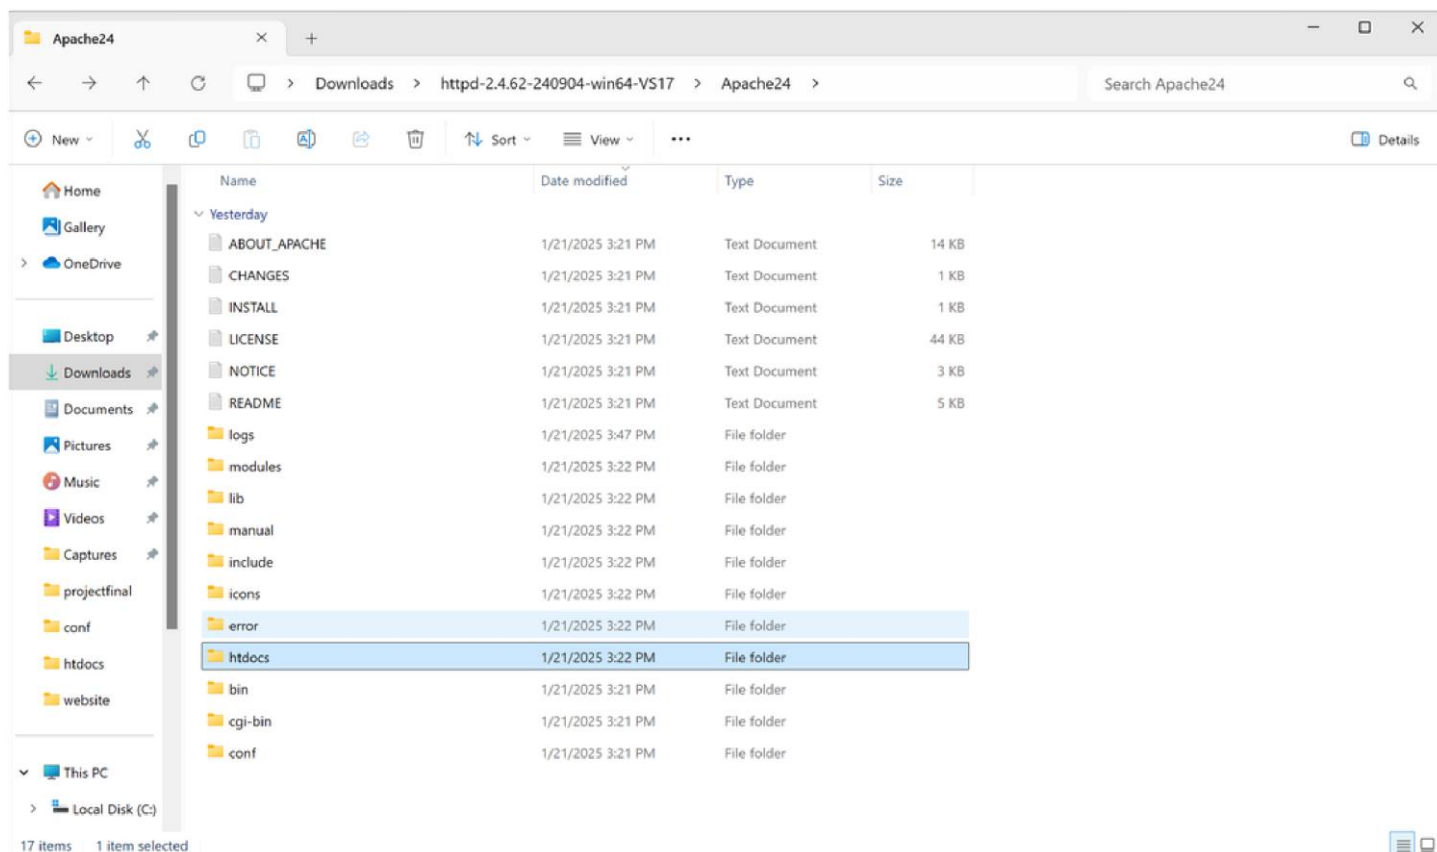 Apache24
Downloads > httpd-2.4.62-240904-win64-VS17 > Apache24 >
Search Apache24
New
Sort
View
Details
Home
Gallery
OneDrive
Desktop
Downloads
Documents
Pictures
Music
Videos
Captures
projectfinal
conf
htdocs
website
This PC
Local Disk (C:)
Name Date modified Type Size
Yesterday
ABOUT_APACHE 1/21/2025 3:21 PM Text Document 14 KB
CHANGES 1/21/2025 3:21 PM Text Document 1 KB
INSTALL 1/21/2025 3:21 PM Text Document 1 KB
LICENSE 1/21/2025 3:21 PM Text Document 44 KB
NOTICE 1/21/2025 3:21 PM Text Document 3 KB
README 1/21/2025 3:21 PM Text Document 5 KB
logs 1/21/2025 3:47 PM File folder
modules 1/21/2025 3:22 PM File folder
lib 1/21/2025 3:22 PM File folder
manual 1/21/2025 3:22 PM File folder
include 1/21/2025 3:22 PM File folder
icons 1/21/2025 3:22 PM File folder
error 1/21/2025 3:22 PM File folder
htdocs 1/21/2025 3:22 PM File folder
bin 1/21/2025 3:21 PM File folder
cgi-bin 1/21/2025 3:21 PM File folder
conf 1/21/2025 3:21 PM File folder
17 items 1 item selected